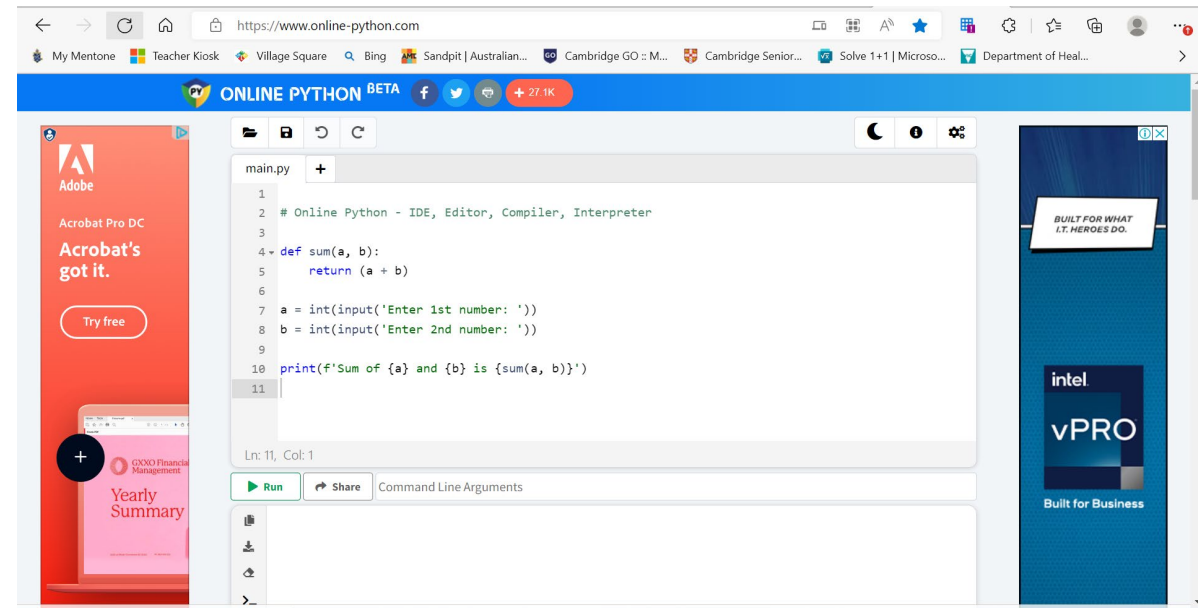 https://www.online-python.com
My Mentone Teacher Kiosk Village Square Bing Sandpit | Australian... Cambridge GO :: M... Cambridge Senior... Solve 1+1 | Microso... Department of Heal...
PY ONLINE PYTHON BETA + 27.1K
main.py +
1
2 # Online Python - IDE, Editor, Compiler, Interpreter
3
4 def sum(a, b):
5 return (a + b)
6
7 a = int(input('Enter 1st number: '))
8 b = int(input('Enter 2nd number: '))
9
10 print(f'Sum of {a} and {b} is {sum(a, b)}')
11
Ln: 11, Col: 1
Run Share Command Line Arguments
Adobe
Acrobat Pro DC
Acrobat's
got it.
Try free
GXXO Financial
Management
Yearly
Summary
BUILT FOR WHAT
I.T. HEROES DO.
intel.
vPRO
Built for Business